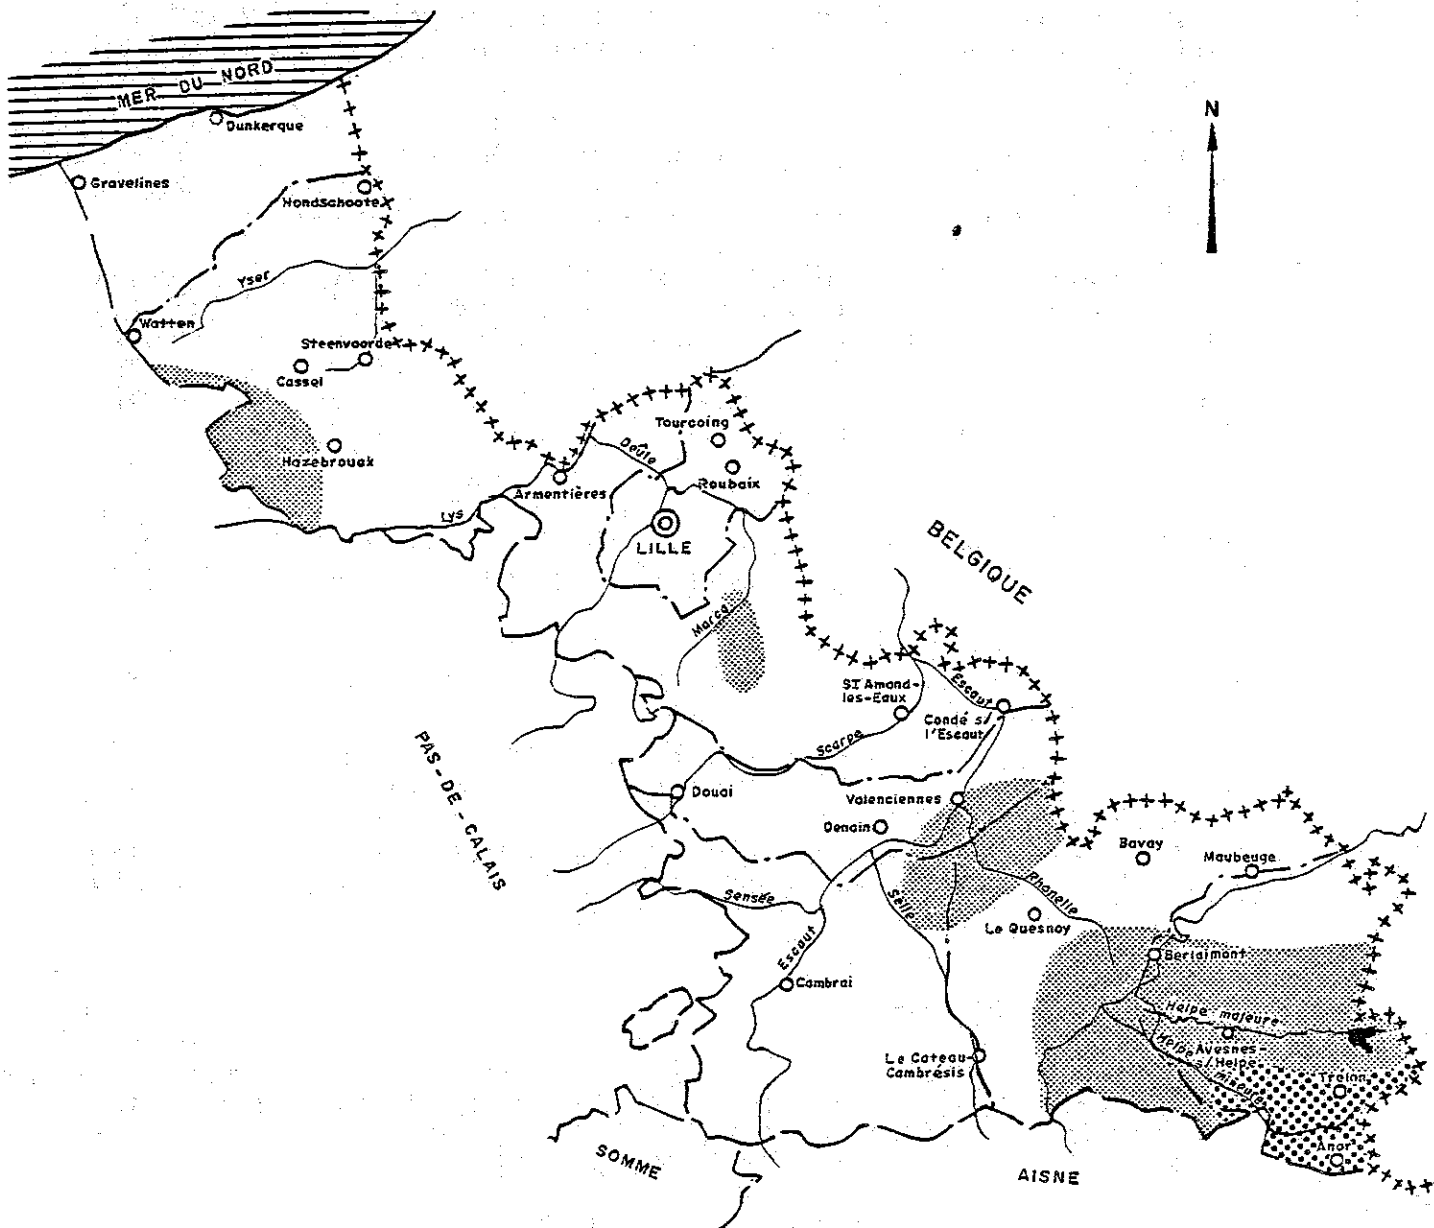 MER DU NORD
N
Dunkerque
Gravelines
Hondschoote
Yser
Watten
Steenvoorde
Cassel
Tourcoing
Deûle
Hazebrouak
Roubaix
Armentières
Lys
LILLE
BELGIQUE
Marcq
ST Amand-
les-Eaux
Escaut
Condé s/
l'Escaut
Scarpe
PAS-DE-CALAIS
Douai
Valenciennes
Denain
Bavay
Maubeuge
Rhonelle
Sensée
Selle
Le Quesnoy
Escaut
Berlaimont
Cambrai
Helpe majeure
Le Cateau-
Cambrésis
Avesnes-
s/Helpe
Helpe mineure
Trelon
Anor
SOMME
AISNE